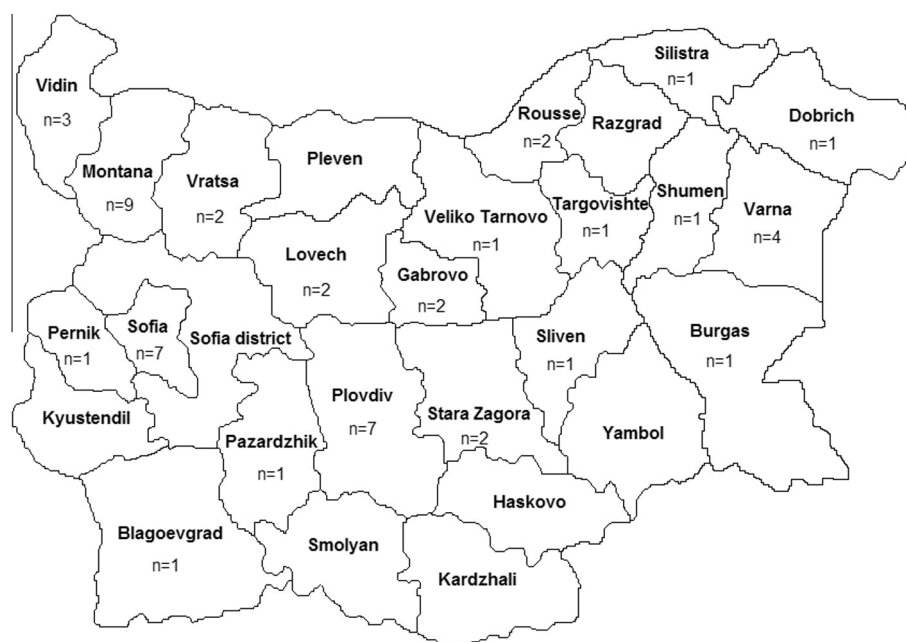 Silistra
n=1
Vidin
n=3
Dobrich
n=1
Rousse
n=2
Razgrad
Pleven
Montana
n=9
Vratsa
n=2
Shumen
n=1
Targovishte
n=1
Varna
n=4
Veliko Tarnovo
n=1
Lovech
n=2
Gabrovo
n=2
Pernik
n=1
Sofia
n=7
Sofia district
Sliven
n=1
Burgas
n=1
Plovdiv
n=7
Kyustendil
Stara Zagora
n=2
Yambol
Pazardzhik
n=1
Haskovo
Blagoevgrad
n=1
Smolyan
Kardzhali